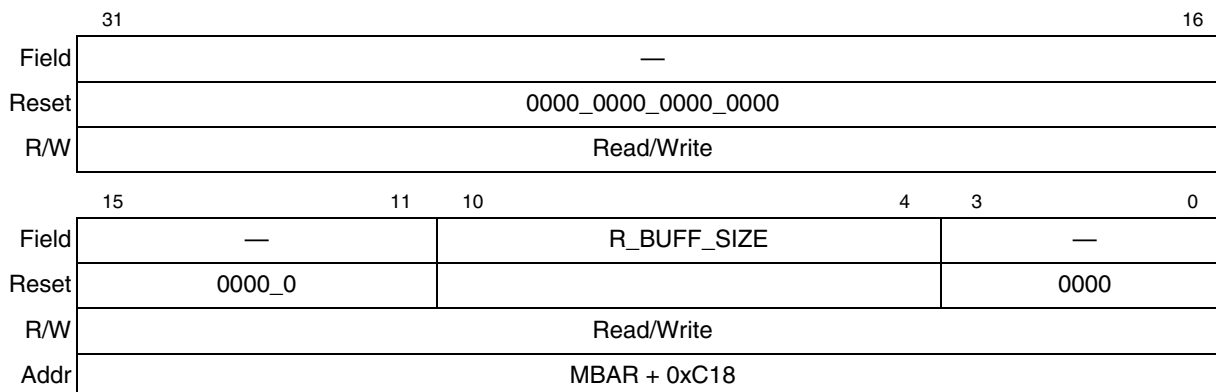 31 16
Field —
Reset 0000_0000_0000_0000
R/W Read/Write
15 11 10 4 3 0
Field — R_BUFF_SIZE —
Reset 0000_0 0000
R/W Read/Write
Addr MBAR + 0xC18